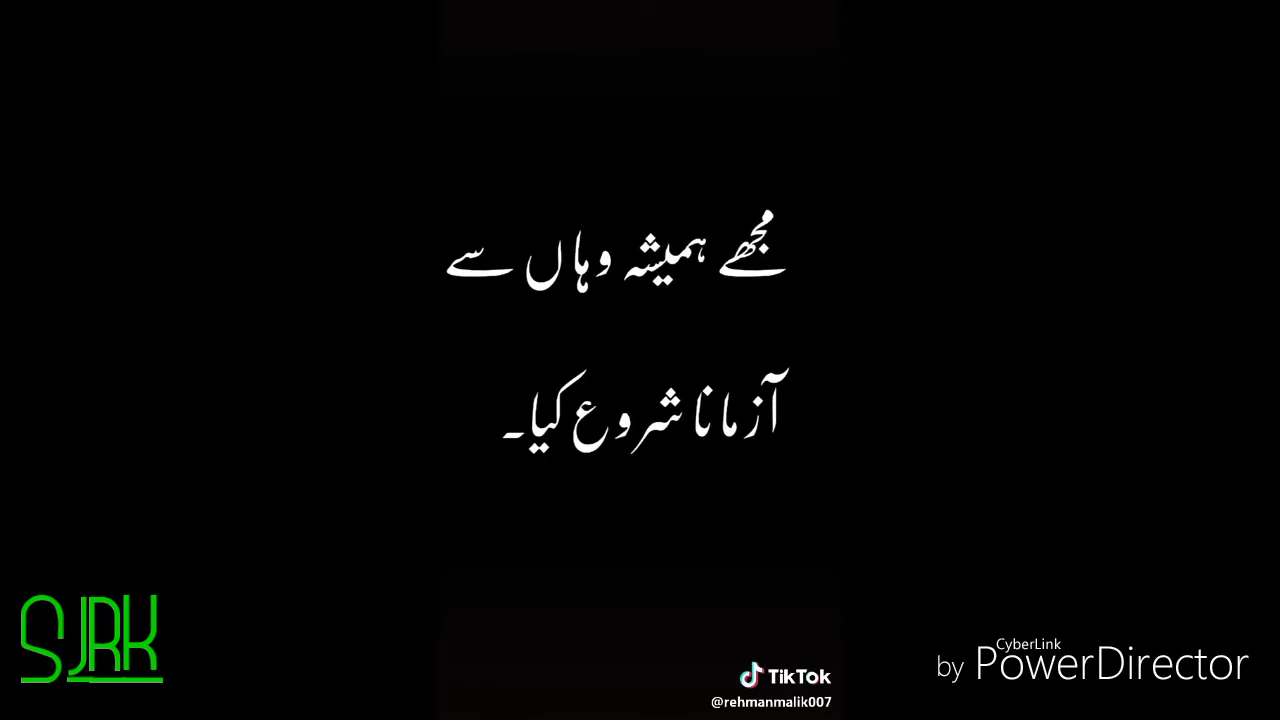 مجھے ہمیشہ وہاں سے
آزمانا شروع کیا۔
SJRK
TikTok
@rehmanmalik007
CyberLink
by PowerDirector